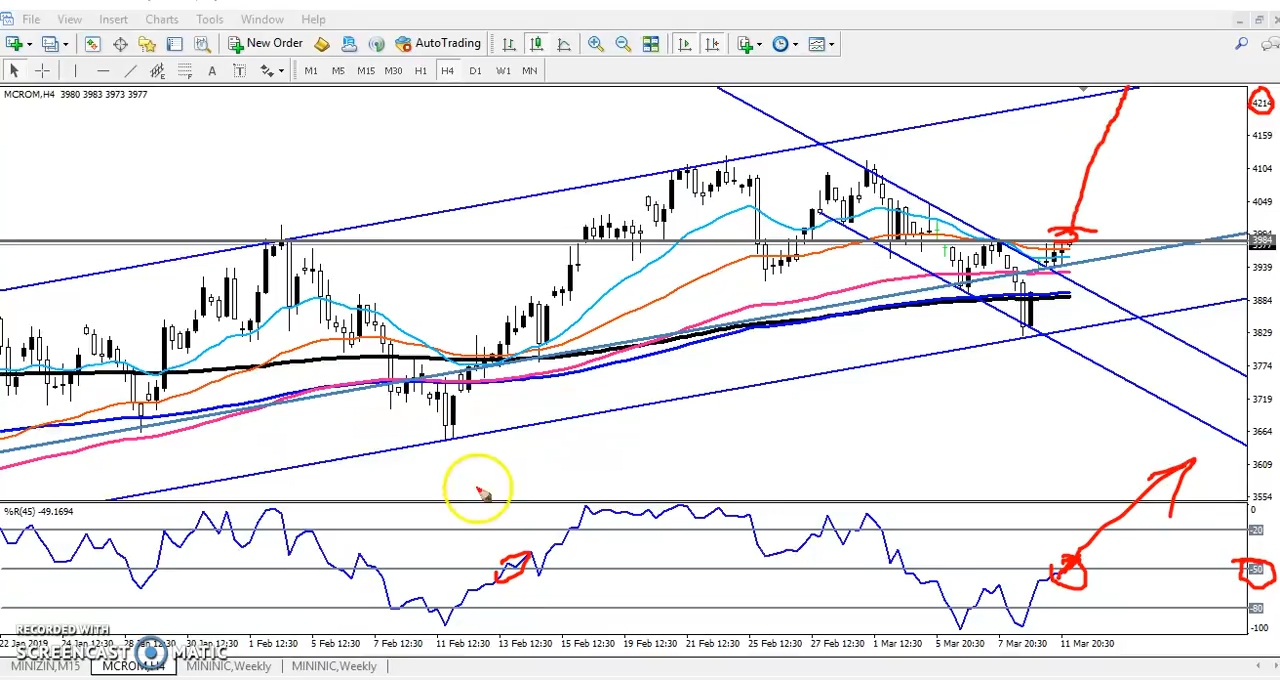 File View Insert Charts Tools Window Help
New Order AutoTrading
A T M1 M5 M15 M30 H1 H4 D1 W1 MN
MCROM,H4 3980 3983 3973 3977
4214
4159
4104
4049
3984
3977
3939
3884
3829
3774
3719
3664
3609
3554
%R(45) -49.1694
0
-20
-50
-80
-100
22 Jan 2019 24 Jan 12:30 28 Jan 12:30 30 Jan 12:30 1 Feb 12:30 5 Feb 12:30 7 Feb 12:30 11 Feb 12:30 13 Feb 12:30 15 Feb 12:30 19 Feb 12:30 21 Feb 12:30 25 Feb 12:30 27 Feb 12:30 1 Mar 12:30 5 Mar 20:30 7 Mar 20:30 11 Mar 20:30
RECORDED WITH
SCREENCAST MATIC
MINIZIN,M15 MCROM,H4 MININIC,Weekly MININIC,Weekly